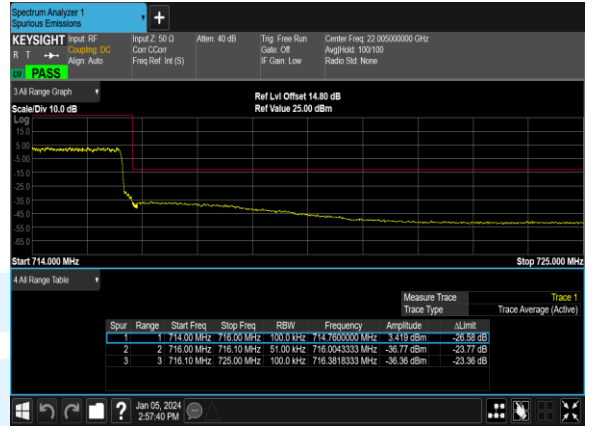 Spectrum Analyzer 1
Spurious Emissions
KEYSIGHT Input: RF Input Z: 50 Ω Atten: 40 dB Trig: Free Run Center Freq: 22.005000000 GHz
R T Coupling: DC Corr CCorr Gate: Off Avg|Hold: 100/100
Align: Auto Freq Ref: Int (S) IF Gain: Low Radio Std: None
PASS
3 All Range Graph
Ref Lvl Offset 14.80 dB
Scale/Div 10.0 dB Ref Value 25.00 dBm
Log
15.0
5.00
-5.00
-15.0
-25.0
-35.0
-45.0
-55.0
-65.0
Start 714.000 MHz Stop 725.000 MHz
4 All Range Table
Measure Trace Trace 1
Trace Type Trace Average (Active)
Spur Range Start Freq Stop Freq RBW Frequency Amplitude ΔLimit
1 1 714.00 MHz 716.00 MHz 100.0 kHz 714.7600000 MHz 3.419 dBm -26.58 dB
2 2 716.00 MHz 716.10 MHz 51.00 kHz 716.0043333 MHz -36.77 dBm -23.77 dB
3 3 716.10 MHz 725.00 MHz 100.0 kHz 716.3818333 MHz -36.36 dBm -23.36 dB
? Jan 05, 2024
2:57:40 PM